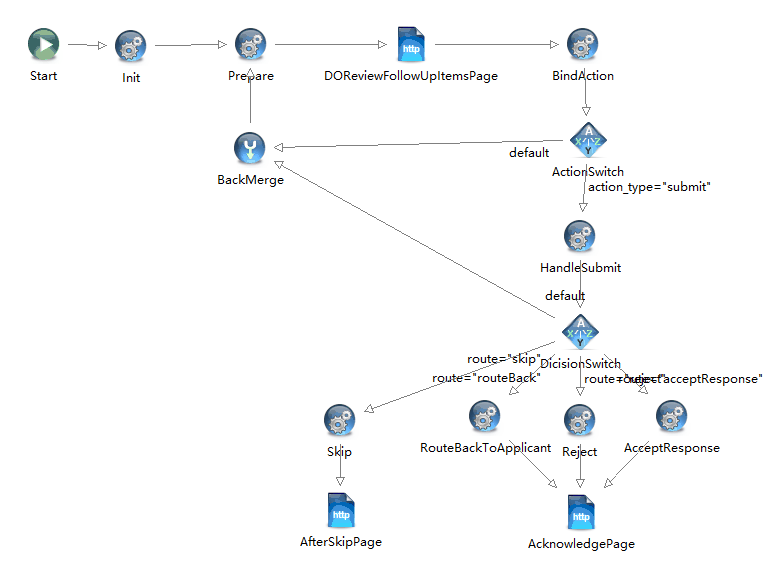 Start
Init
Prepare
http
DOReviewFollowUpItemsPage
BindAction
A
X Z
Y
ActionSwitch
default
BackMerge
action_type="submit"
HandleSubmit
default
A
X Z
Y
DicisionSwitch
route="skip"
route="routeBack"
route="reject"
route="acceptResponse"
Skip
RouteBackToApplicant
Reject
AcceptResponse
http
AfterSkipPage
http
AcknowledgePage